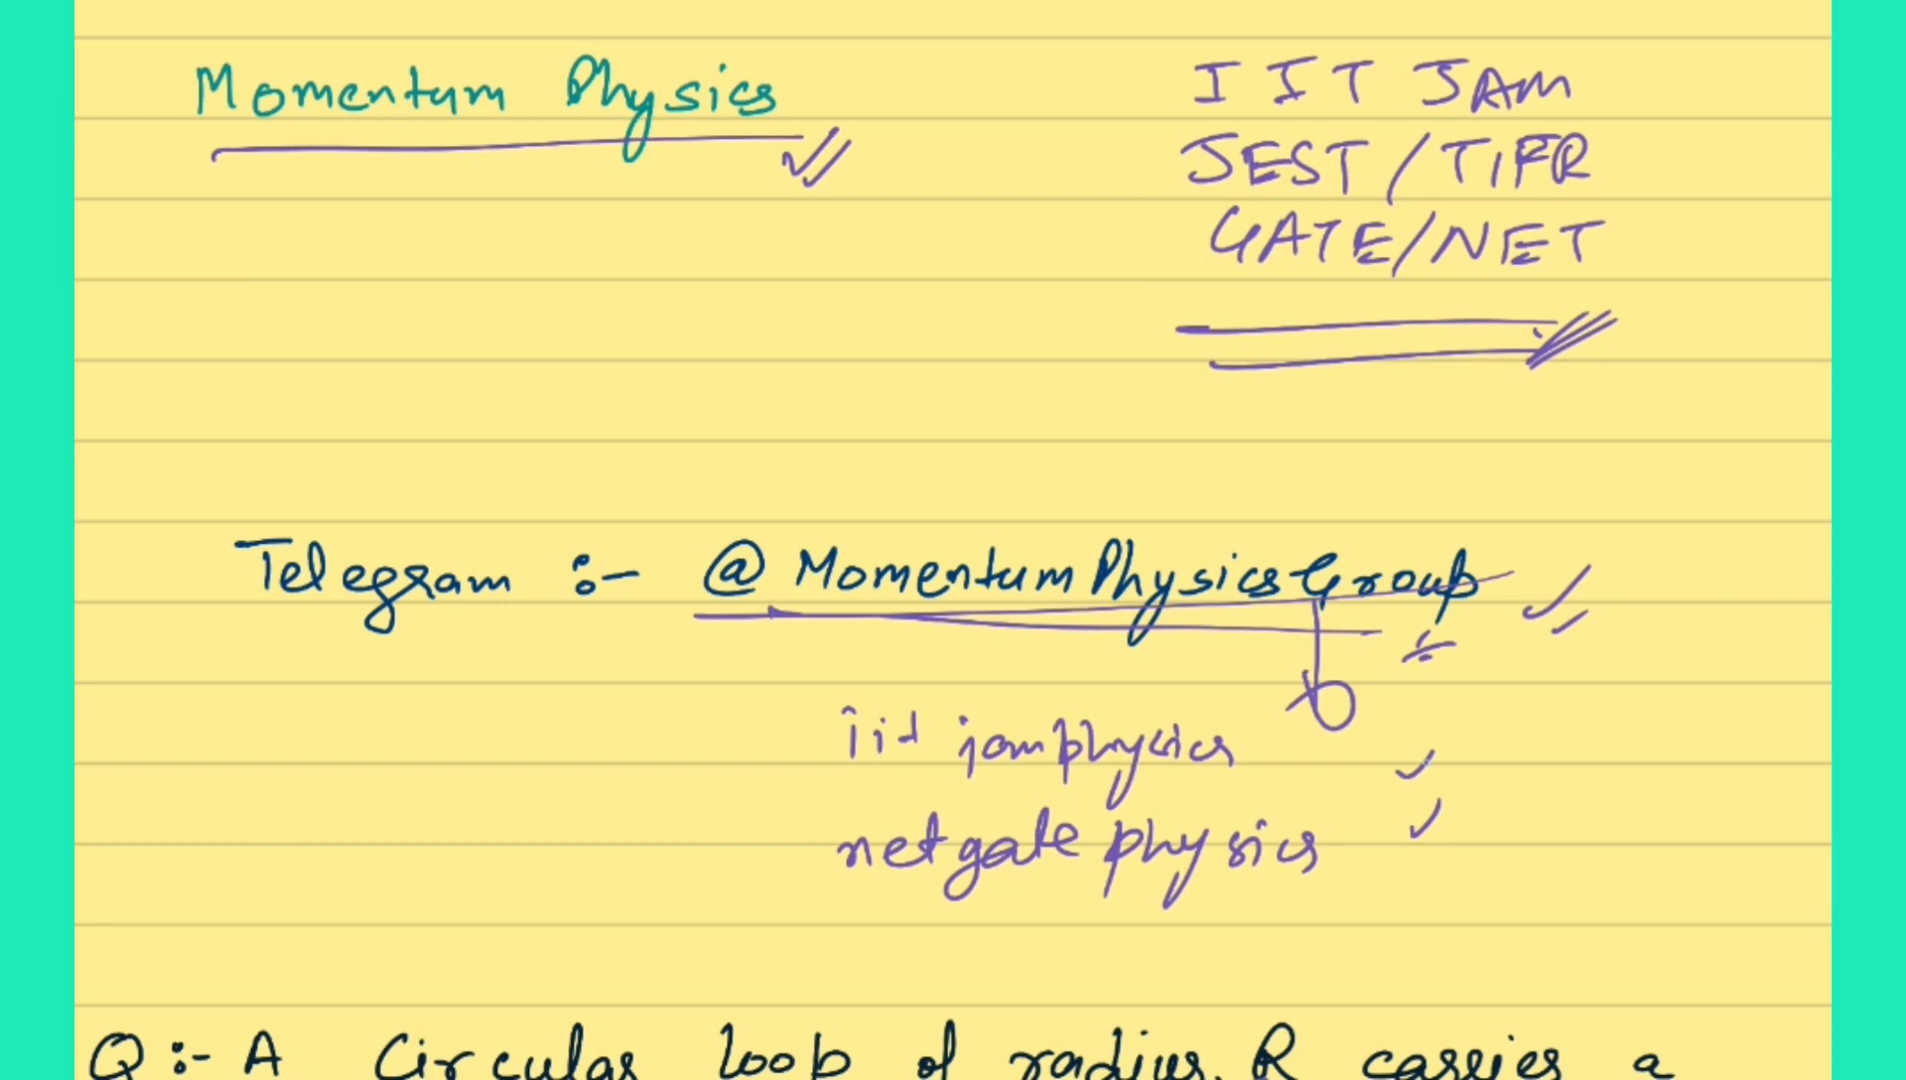 Momentum Physics
IIT JAM
JEST/TIFR
GATE/NET
Telegram :- @MomentumPhysicsGroup
iit jamphysics
netgate physics
Q:- A Circular loop of radius R carries a